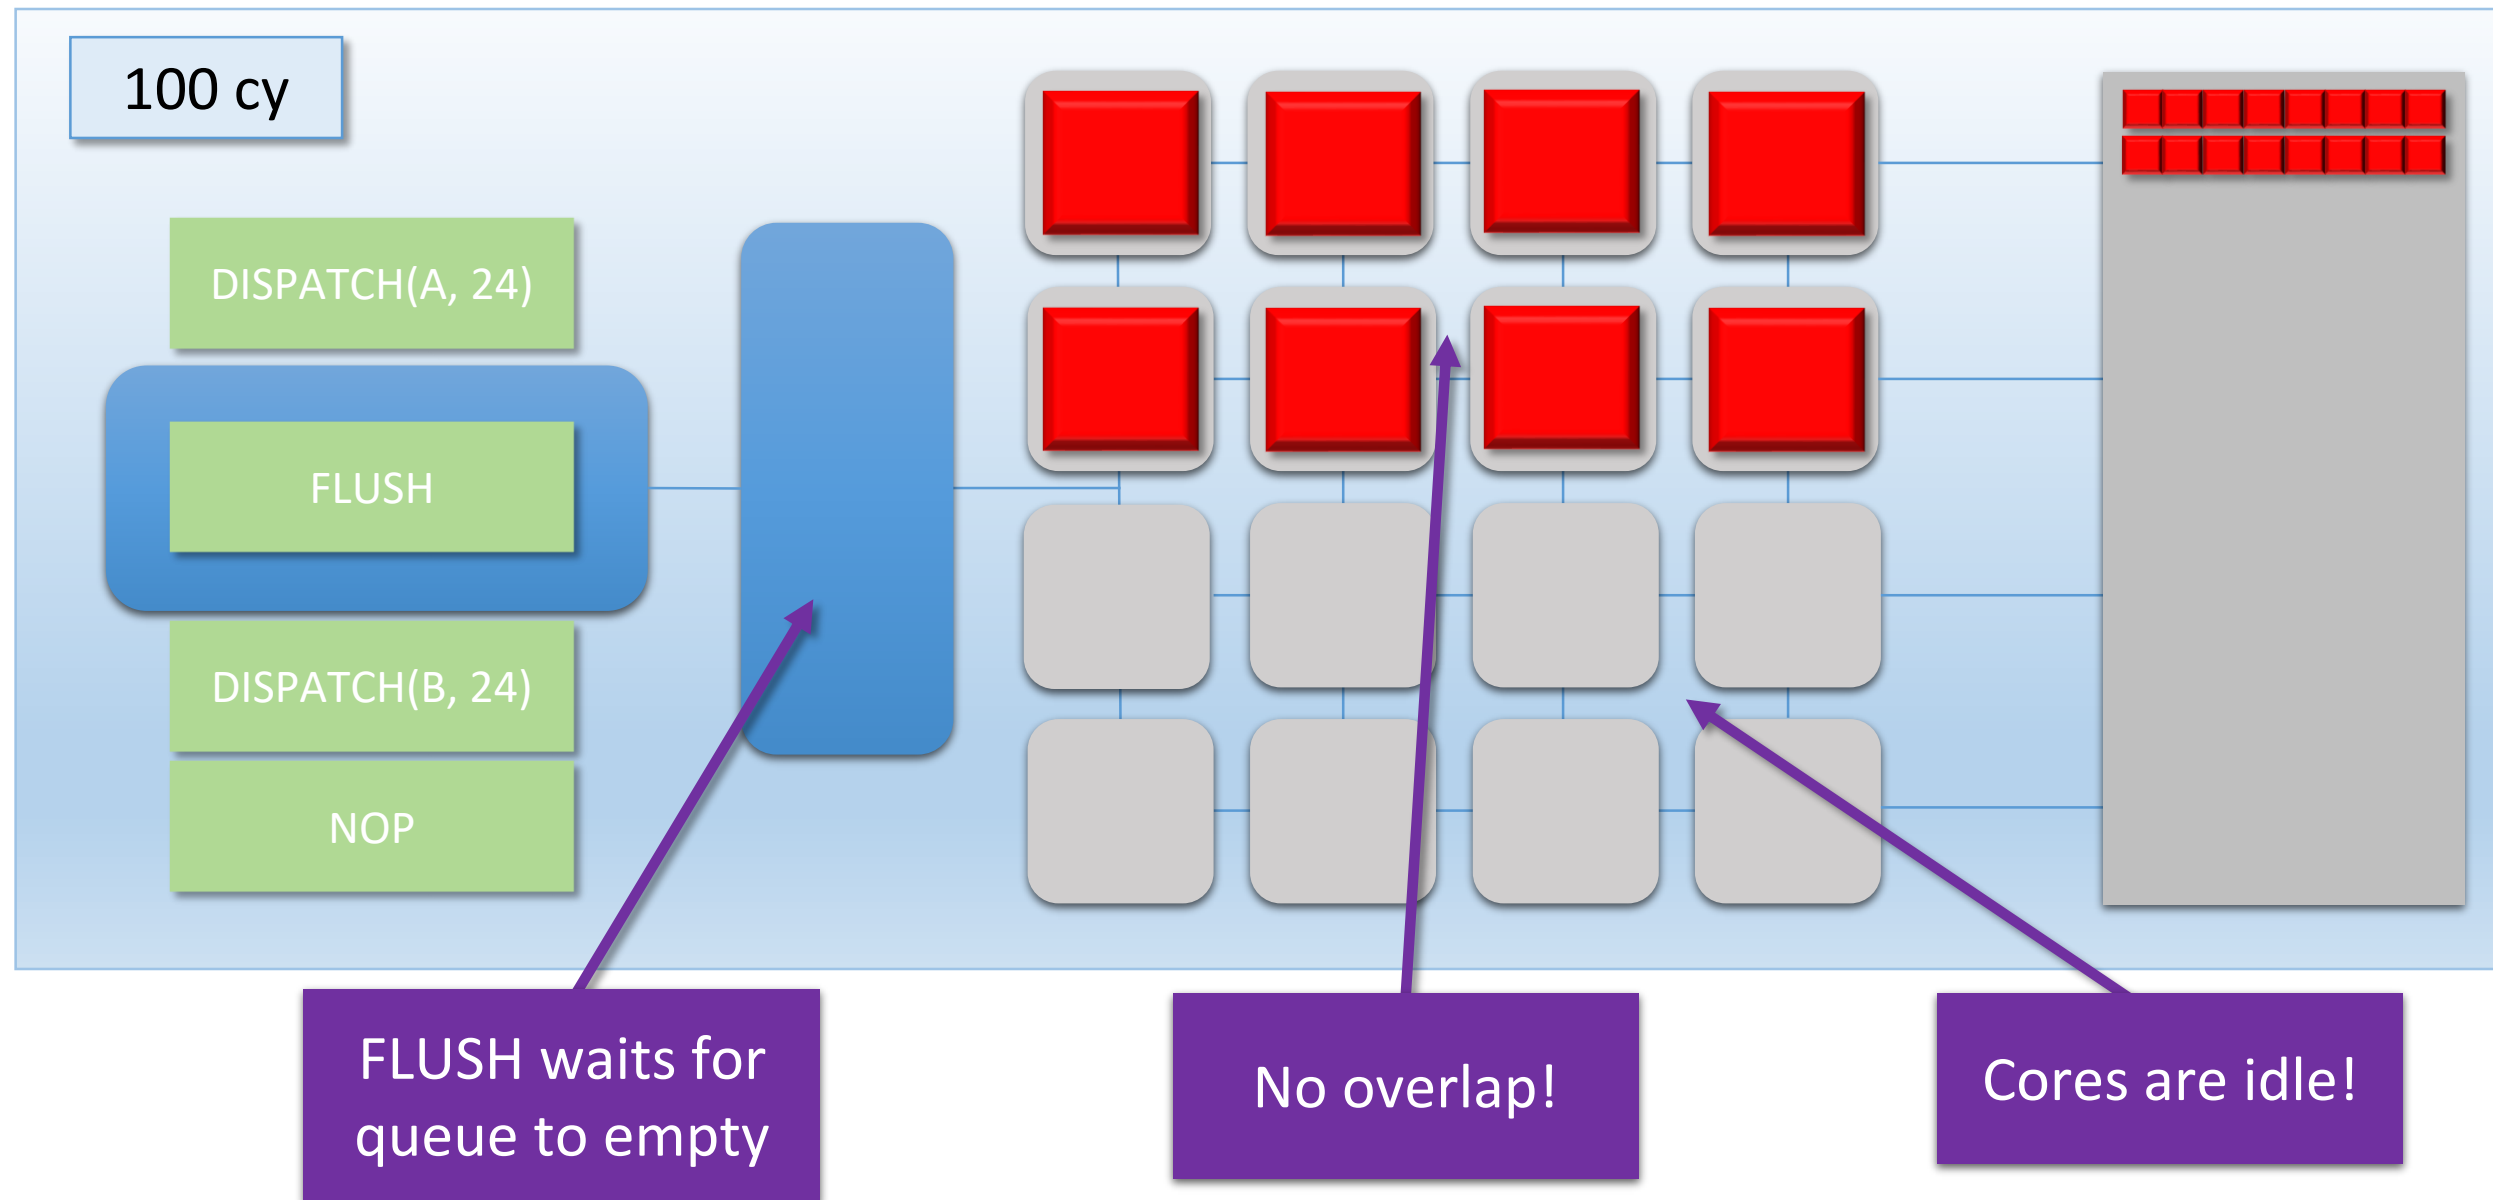 100 cy
DISPATCH(A, 24)
FLUSH
DISPATCH(B, 24)
NOP
FLUSH waits for
queue to empty
No overlap!
Cores are idle!